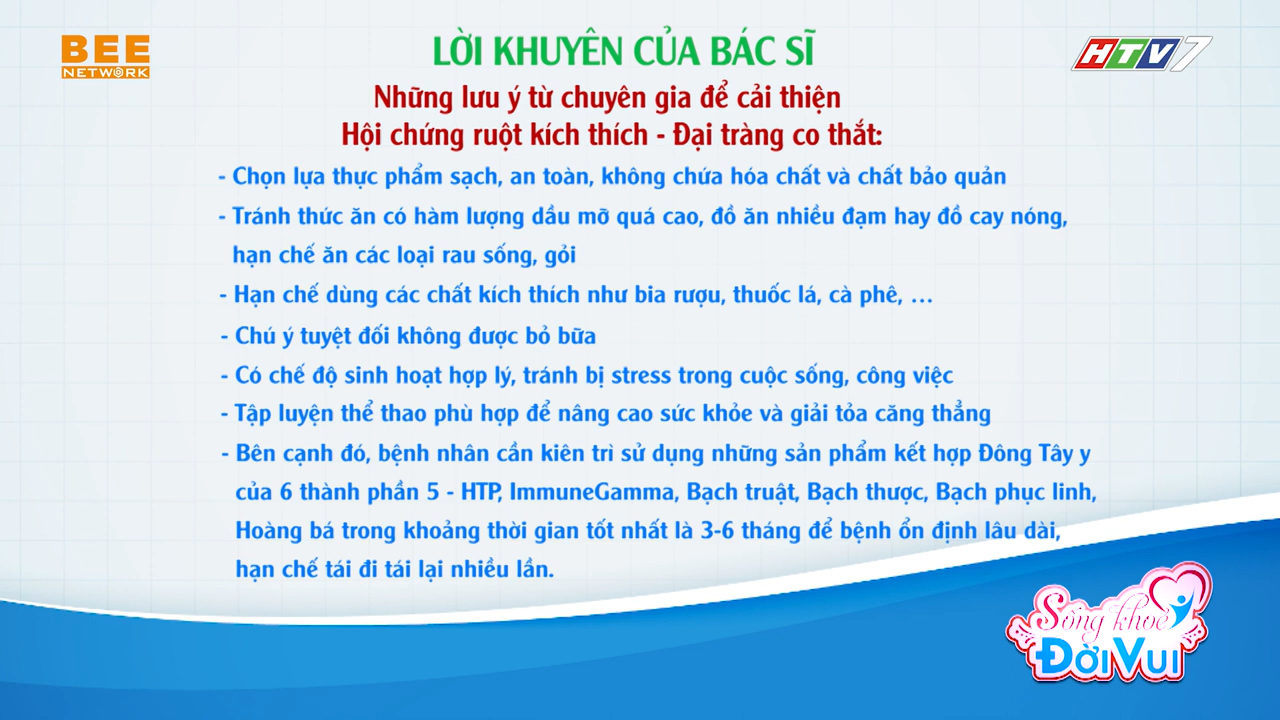 BEE
NETWORK
HTV7
LỜI KHUYÊN CỦA BÁC SĨ
Những lưu ý từ chuyên gia để cải thiện
Hội chứng ruột kích thích - Đại tràng co thắt:
- Chọn lựa thực phẩm sạch, an toàn, không chứa hóa chất và chất bảo quản
- Tránh thức ăn có hàm lượng dầu mỡ quá cao, đồ ăn nhiều đạm hay đồ cay nóng,
hạn chế ăn các loại rau sống, gỏi
- Hạn chế dùng các chất kích thích như bia rượu, thuốc lá, cà phê, ...
- Chú ý tuyệt đối không được bỏ bữa
- Có chế độ sinh hoạt hợp lý, tránh bị stress trong cuộc sống, công việc
- Tập luyện thể thao phù hợp để nâng cao sức khỏe và giải tỏa căng thẳng
- Bên cạnh đó, bệnh nhân cần kiên trì sử dụng những sản phẩm kết hợp Đông Tây y
của 6 thành phần 5 - HTP, ImmuneGamma, Bạch truật, Bạch thược, Bạch phục linh,
Hoàng bá trong khoảng thời gian tốt nhất là 3-6 tháng để bệnh ổn định lâu dài,
hạn chế tái đi tái lại nhiều lần.
Sống khoẻ
ĐỜI VUI